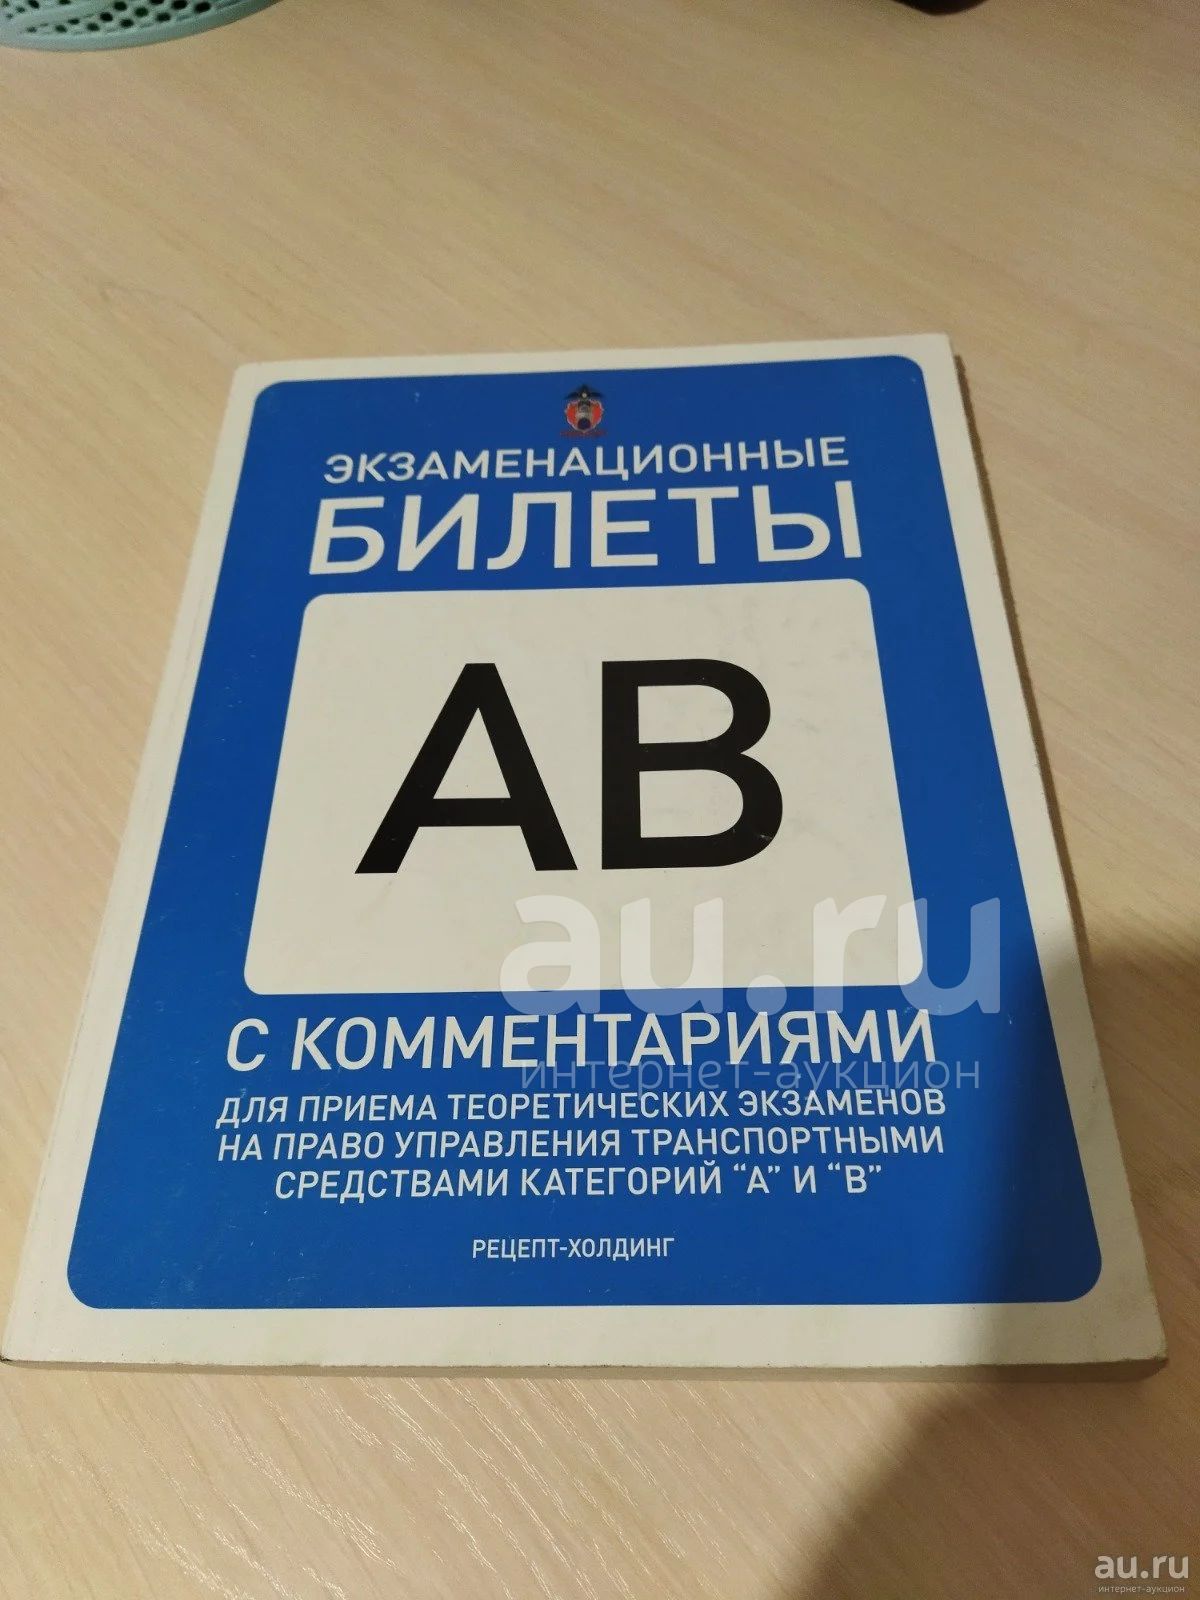 ЭКЗАМЕНАЦИОННЫЕ
БИЛЕТЫ
АВ
au.ru
интернет-аукцион
С КОММЕНТАРИЯМИ
ДЛЯ ПРИЕМА ТЕОРЕТИЧЕСКИХ ЭКЗАМЕНОВ
НА ПРАВО УПРАВЛЕНИЯ ТРАНСПОРТНЫМИ
СРЕДСТВАМИ КАТЕГОРИЙ “А” И “В”
РЕЦЕПТ-ХОЛДИНГ
au.ru
интернет-аукцион